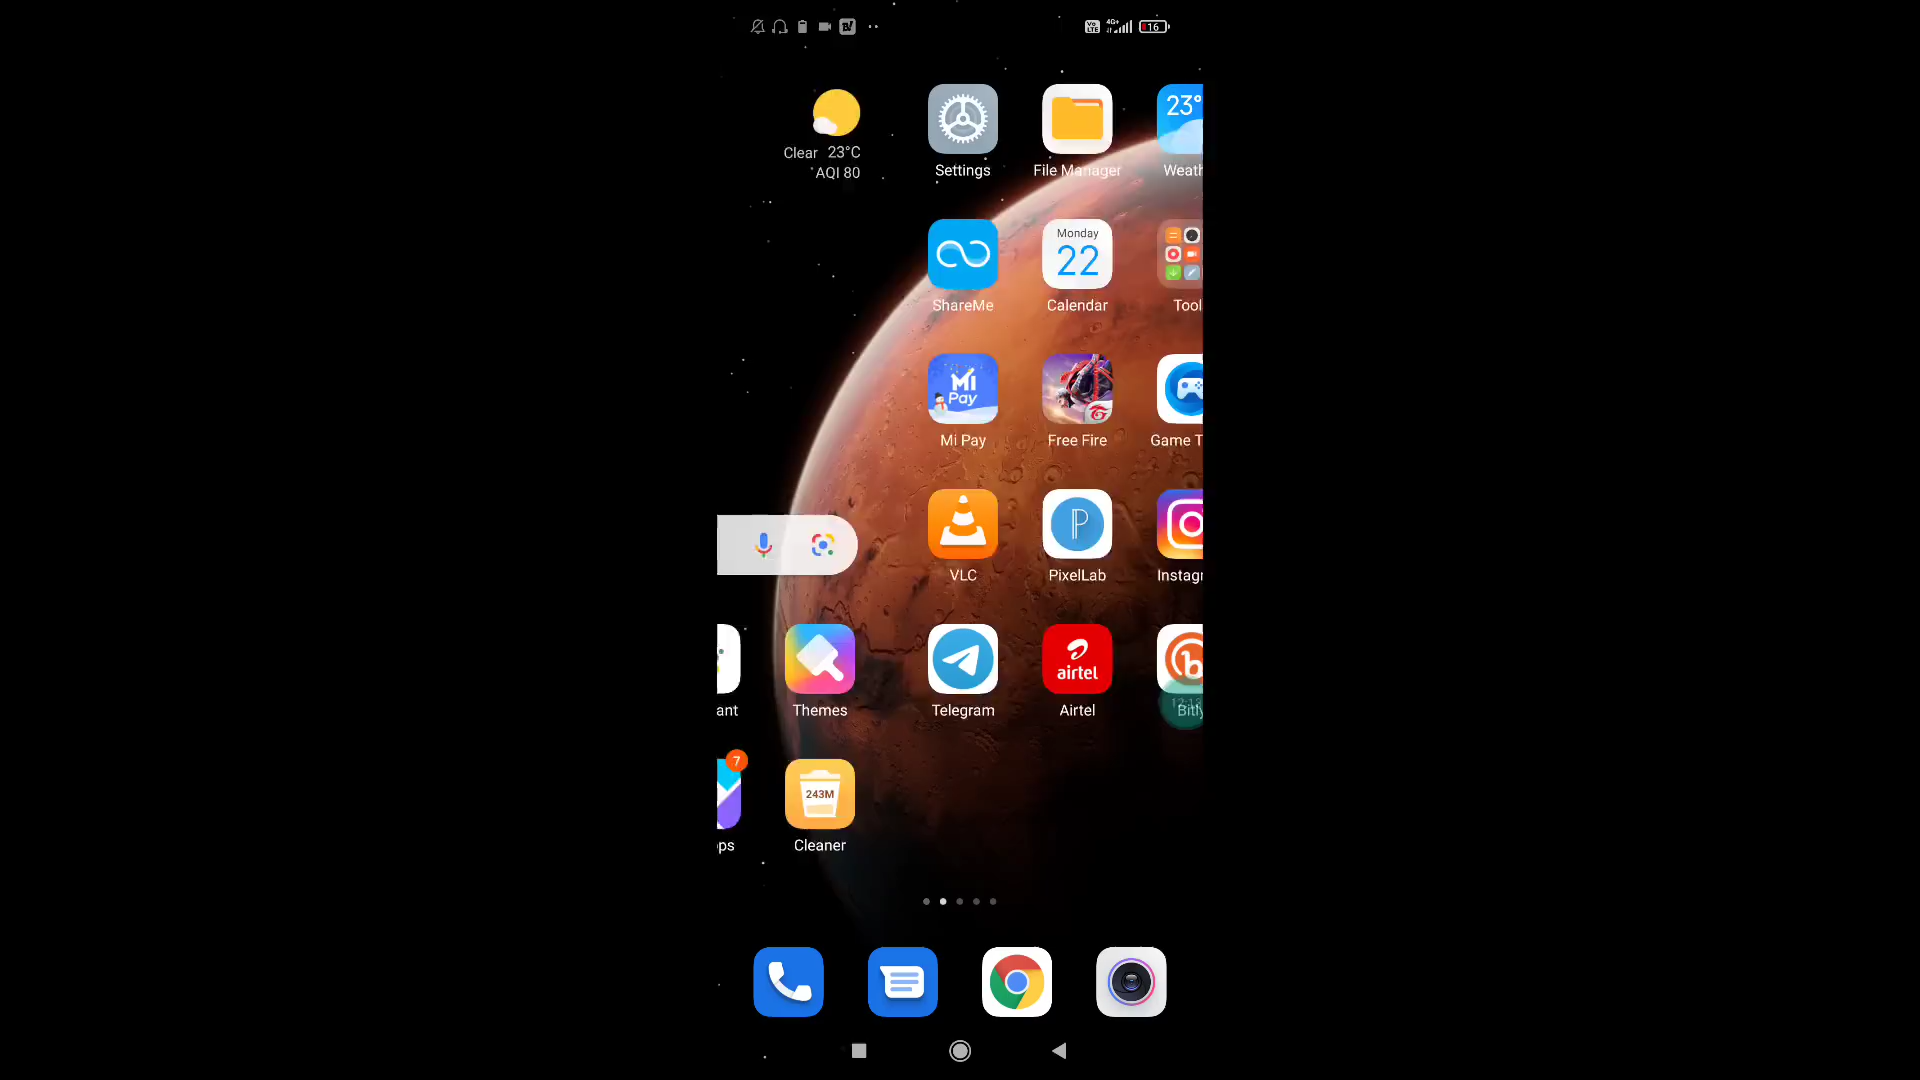 16
Clear 23°C
AQI 80
23°
Settings
File Manager
Weath
Monday
22
ShareMe
Calendar
Tool
Mi
Pay
Mi Pay
Free Fire
Game T
VLC
PixelLab
Instagr
airtel
ant
Themes
Telegram
Airtel
Bitly
7
243M
ps
Cleaner